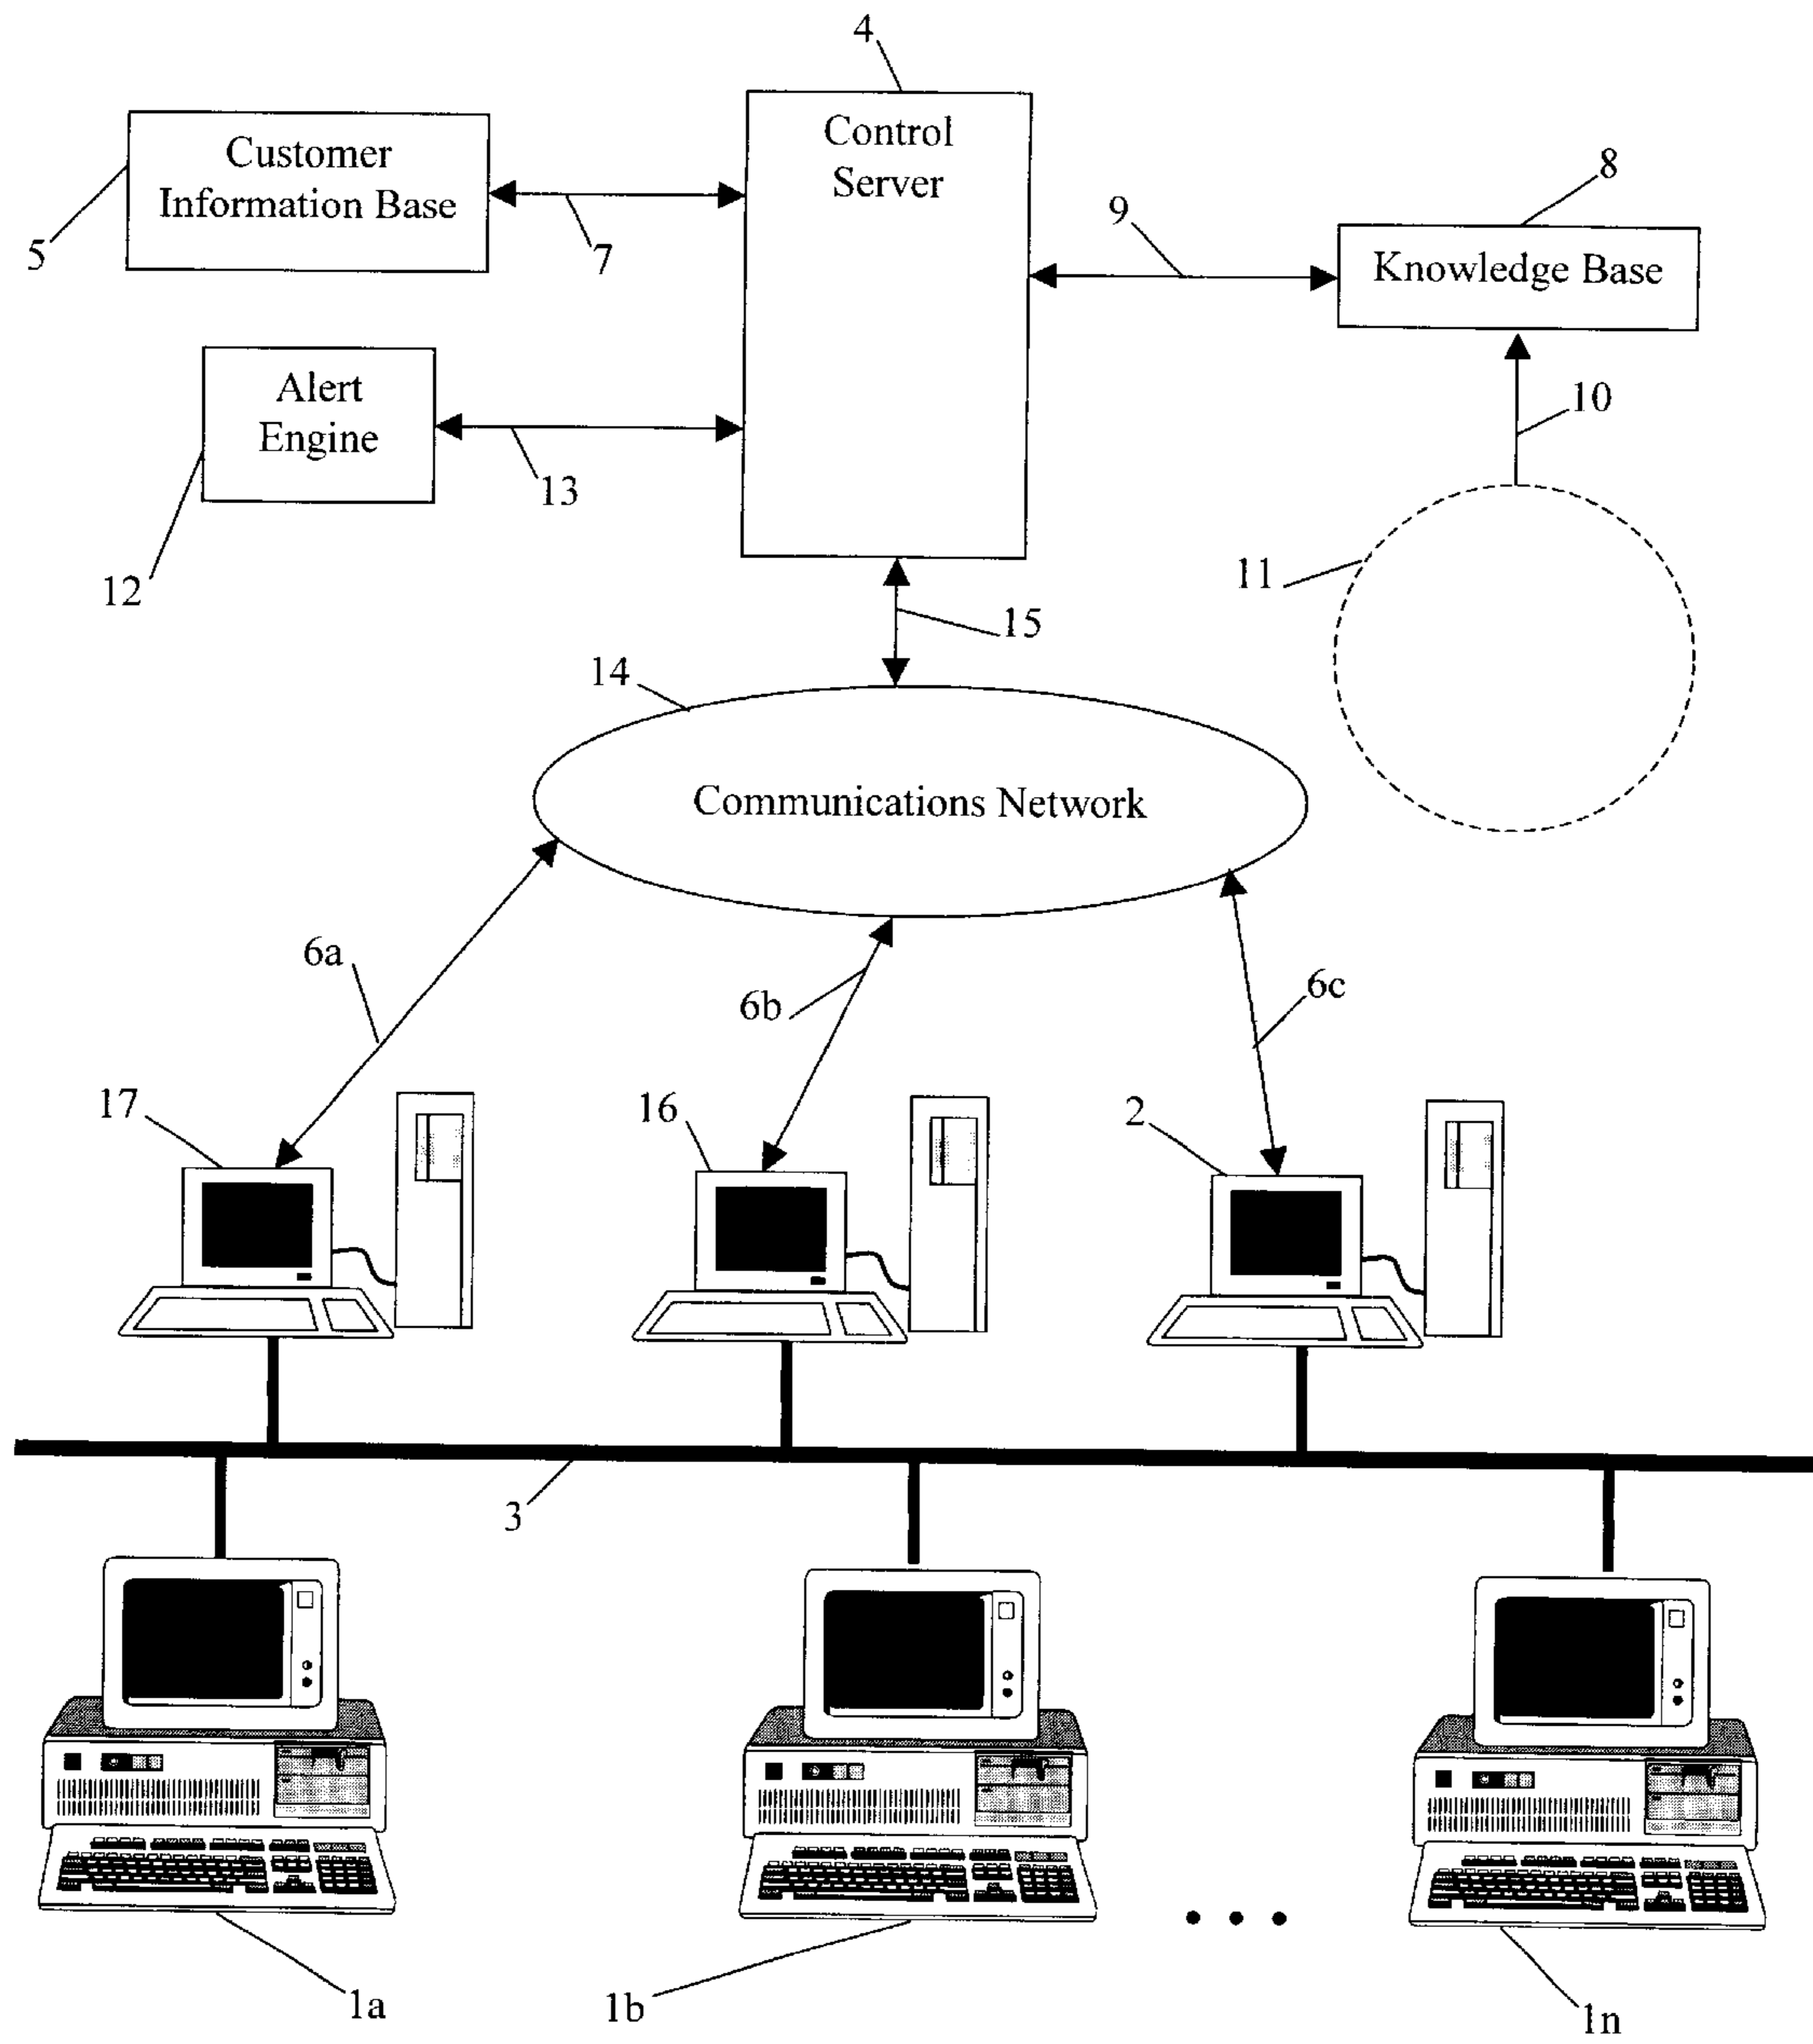 4
Customer
Information Base
Control
Server
5
7
9
8
Knowledge Base
Alert
Engine
10
12
13
11
15
14
Communications Network
6a
6b
6c
17
16
2
3
1a
1b
1n